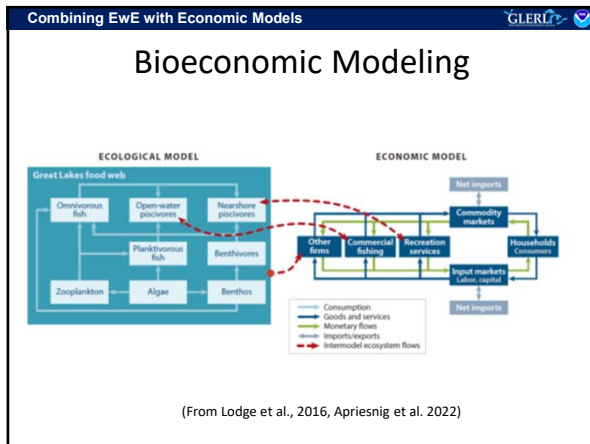 Combining EwE with Economic Models
GLERL
Bioeconomic Modeling
ECOLOGICAL MODEL
Great Lakes food web
Omnivorous
fish
Open-water
piscivores
Nearshore
piscivores
Planktivorous
fish
Benthivores
Zooplankton
Algae
Benthos
ECONOMIC MODEL
Net imports
Commodity
markets
Other
firms
Commercial
fishing
Recreation
services
Households
Consumers
Input markets
Labor, capital
Net imports
Consumption
Goods and services
Monetary flows
Imports/exports
Intermodel ecosystem flows
(From Lodge et al., 2016, Apriesnig et al. 2022)